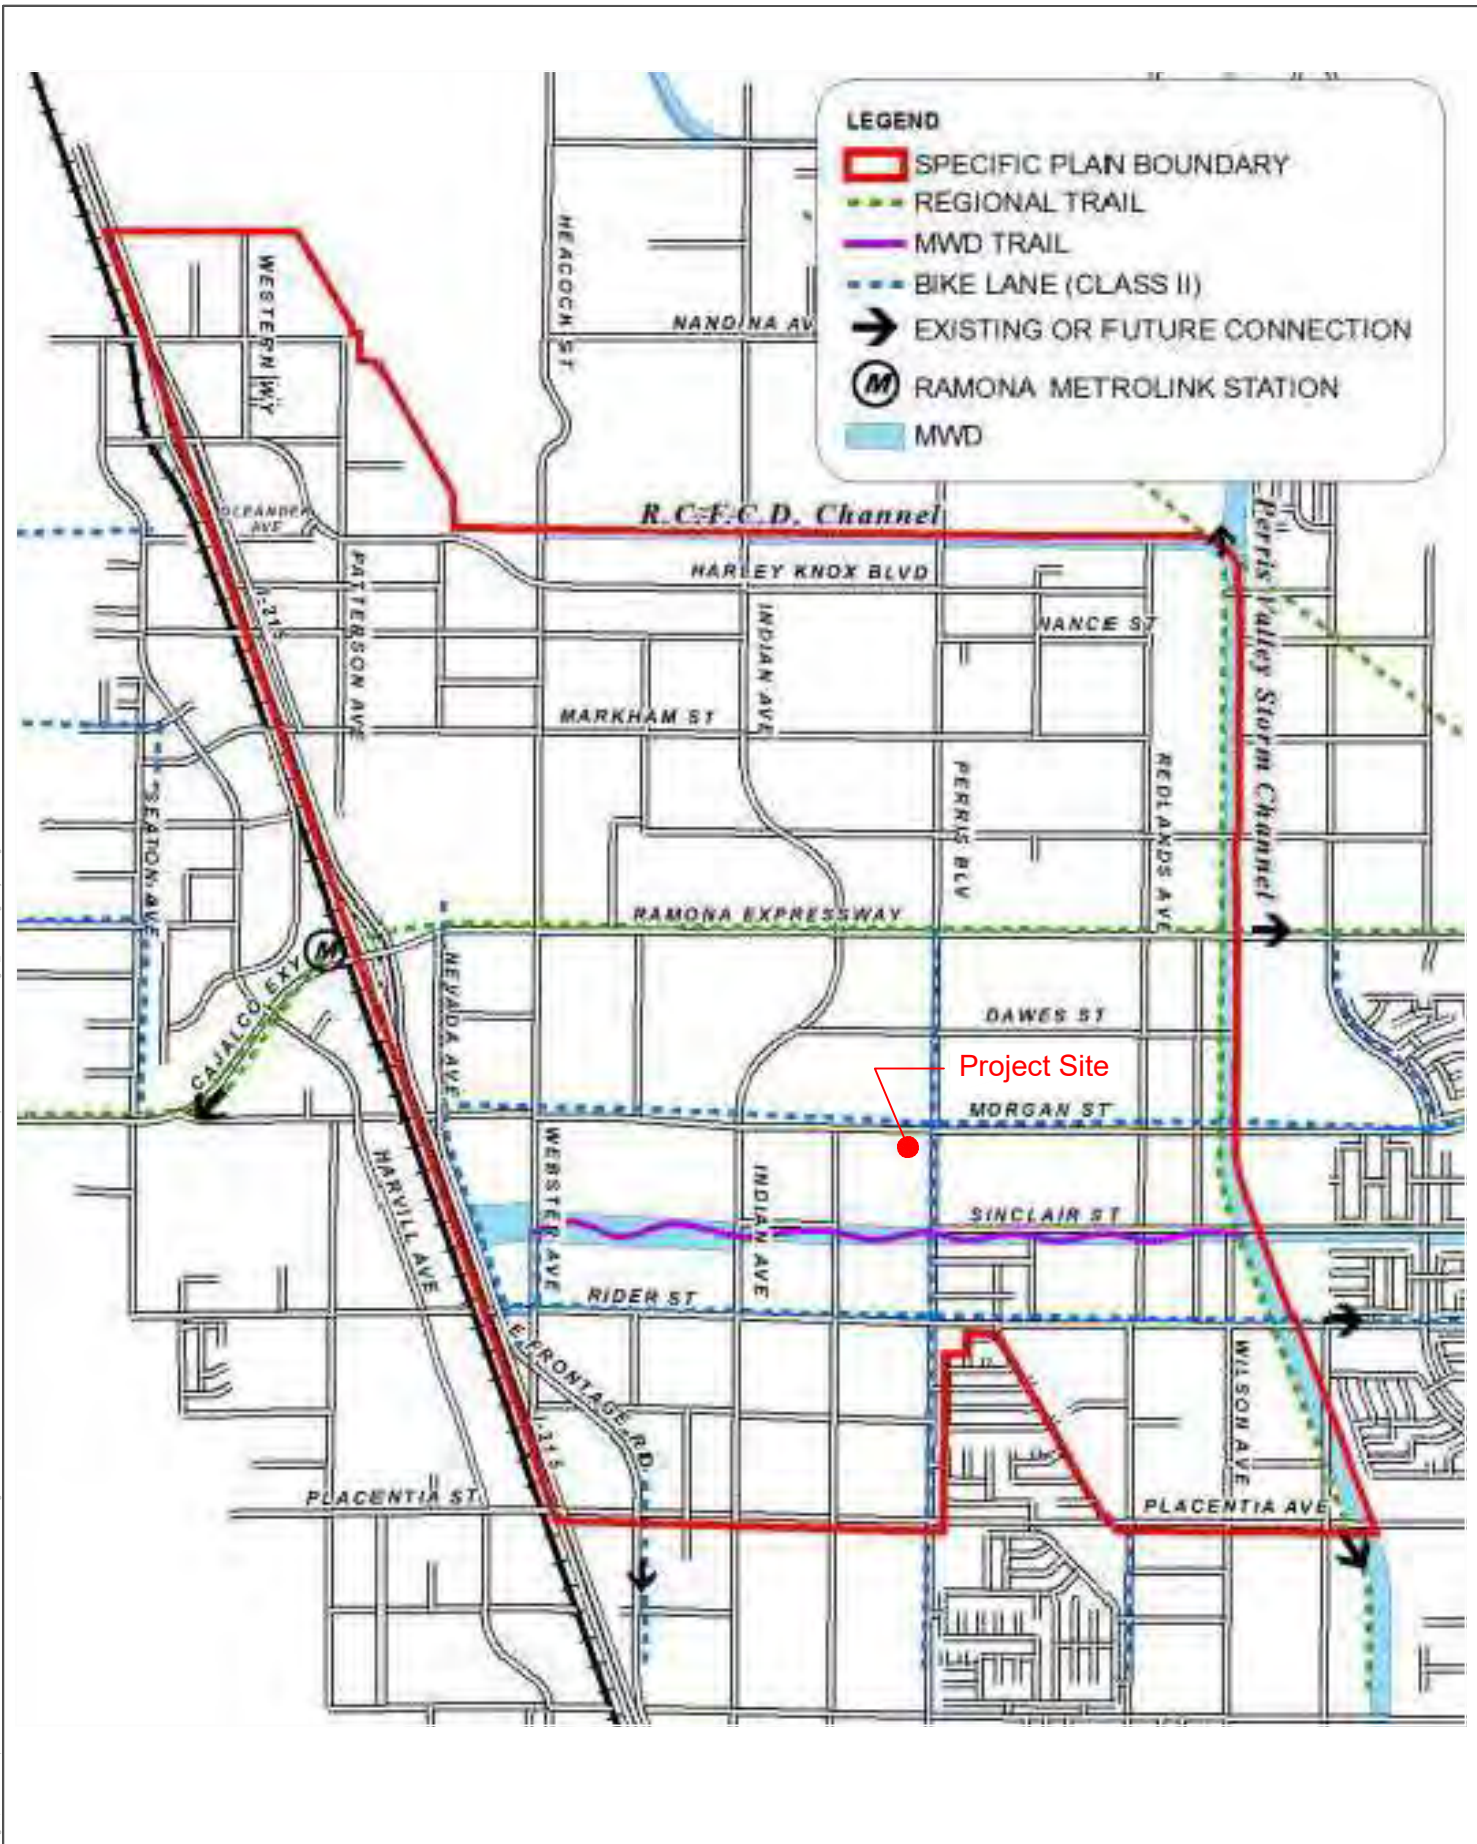 LEGEND
SPECIFIC PLAN BOUNDARY
REGIONAL TRAIL
MWD TRAIL
BIKE LANE (CLASS II)
EXISTING OR FUTURE CONNECTION
M RAMONA METROLINK STATION
MWD
HEACOCK ST
WESTERN WY
NANDINA AV
OLEANDER
AVE
R.C.F.C.D. Channel
Perris Valley Storm Channel
HARLEY KNOX BLVD
PATTERSON AVE
I-215
INDIAN AVE
NANCE ST
MARKHAM ST
SEATON AVE
PERRIS BLV
REDLANDS AVE
RAMONA EXPRESSWAY
M
CAJALCO EXY
NEVADA AVE
DAWES ST
Project Site
MORGAN ST
HARVILL AVE
WEBSTER AVE
INDIAN AVE
SINCLAIR ST
RIDER ST
E FRONTAGE RD
WILSON AVE
I-215
PLACENTIA ST
PLACENTIA AVE